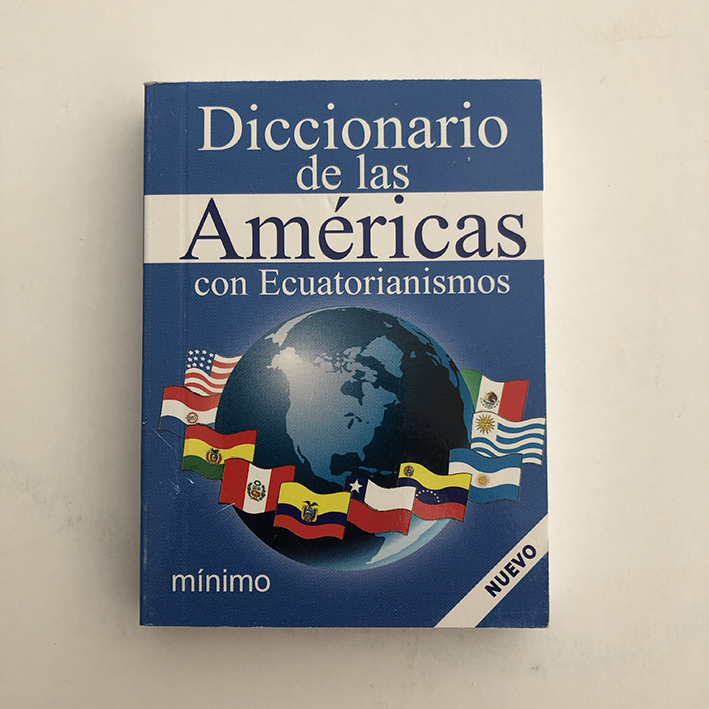 Diccionario
de las
Américas
con Ecuatorianismos
mínimo
NUEVO